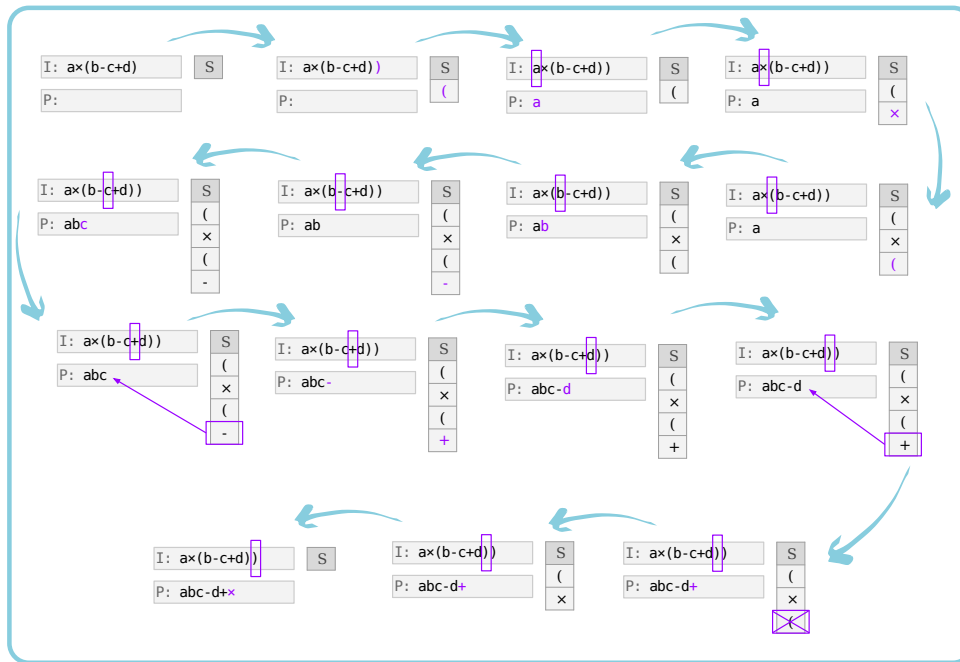 I: a×(b-c+d)
P:
S
I: a×(b-c+d))
P:
S
(
I: a×(b-c+d))
P: a
S
(
I: a×(b-c+d))
P: a
S
(
×
I: a×(b-c+d))
P: abc
S
(
×
(
-
I: a×(b-c+d))
P: ab
S
(
×
(
-
I: a×(b-c+d))
P: ab
S
(
×
(
I: a×(b-c+d))
P: a
S
(
×
(
I: a×(b-c+d))
P: abc
S
(
×
(
-
I: a×(b-c+d))
P: abc-
S
(
×
(
+
I: a×(b-c+d))
P: abc-d
S
(
×
(
+
I: a×(b-c+d))
P: abc-d
S
(
×
(
+
I: a×(b-c+d))
P: abc-d+×
S
I: a×(b-c+d))
P: abc-d+
S
(
×
I: a×(b-c+d))
P: abc-d+
S
(
×
(